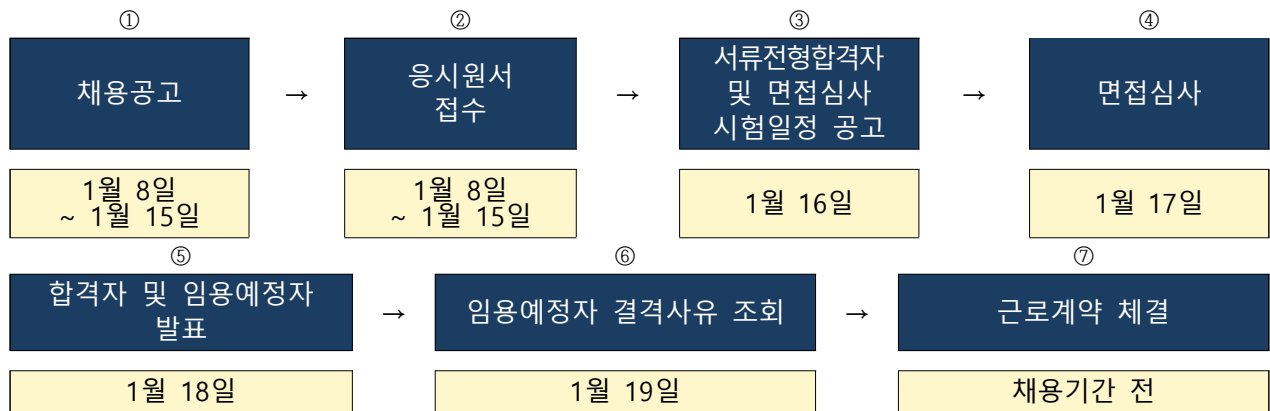 ① ② ③ ④
채용공고 → 응시원서 접수 → 서류전형합격자 및 면접심사 시험일정 공고 → 면접심사
1월 8일 ~ 1월 15일 1월 8일 ~ 1월 15일 1월 16일 1월 17일
⑤ ⑥ ⑦
합격자 및 임용예정자 발표 → 임용예정자 결격사유 조회 → 근로계약 체결
1월 18일 1월 19일 채용기간 전